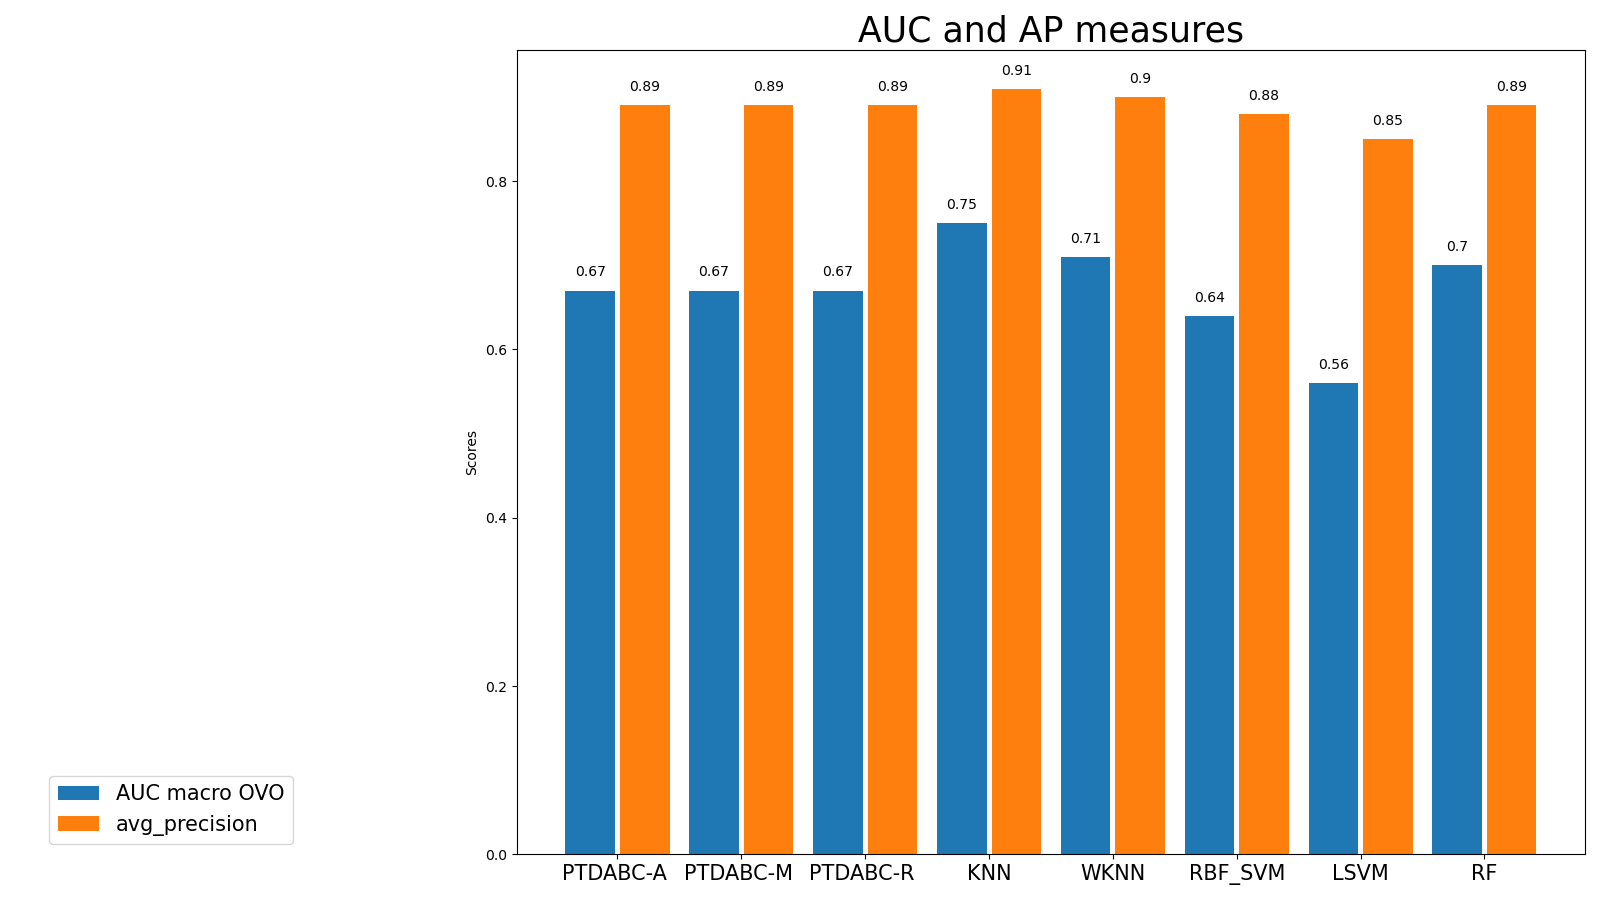 AUC and AP measures
0.89 0.89 0.89 0.91 0.9 0.88 0.85 0.89
0.67 0.67 0.67 0.75 0.71 0.64 0.56 0.7
Scores
0.8
0.6
0.4
0.2
0.0
PTDABC-A PTDABC-M PTDABC-R KNN WKNN RBF_SVM LSVM RF
AUC macro OVO
avg_precision